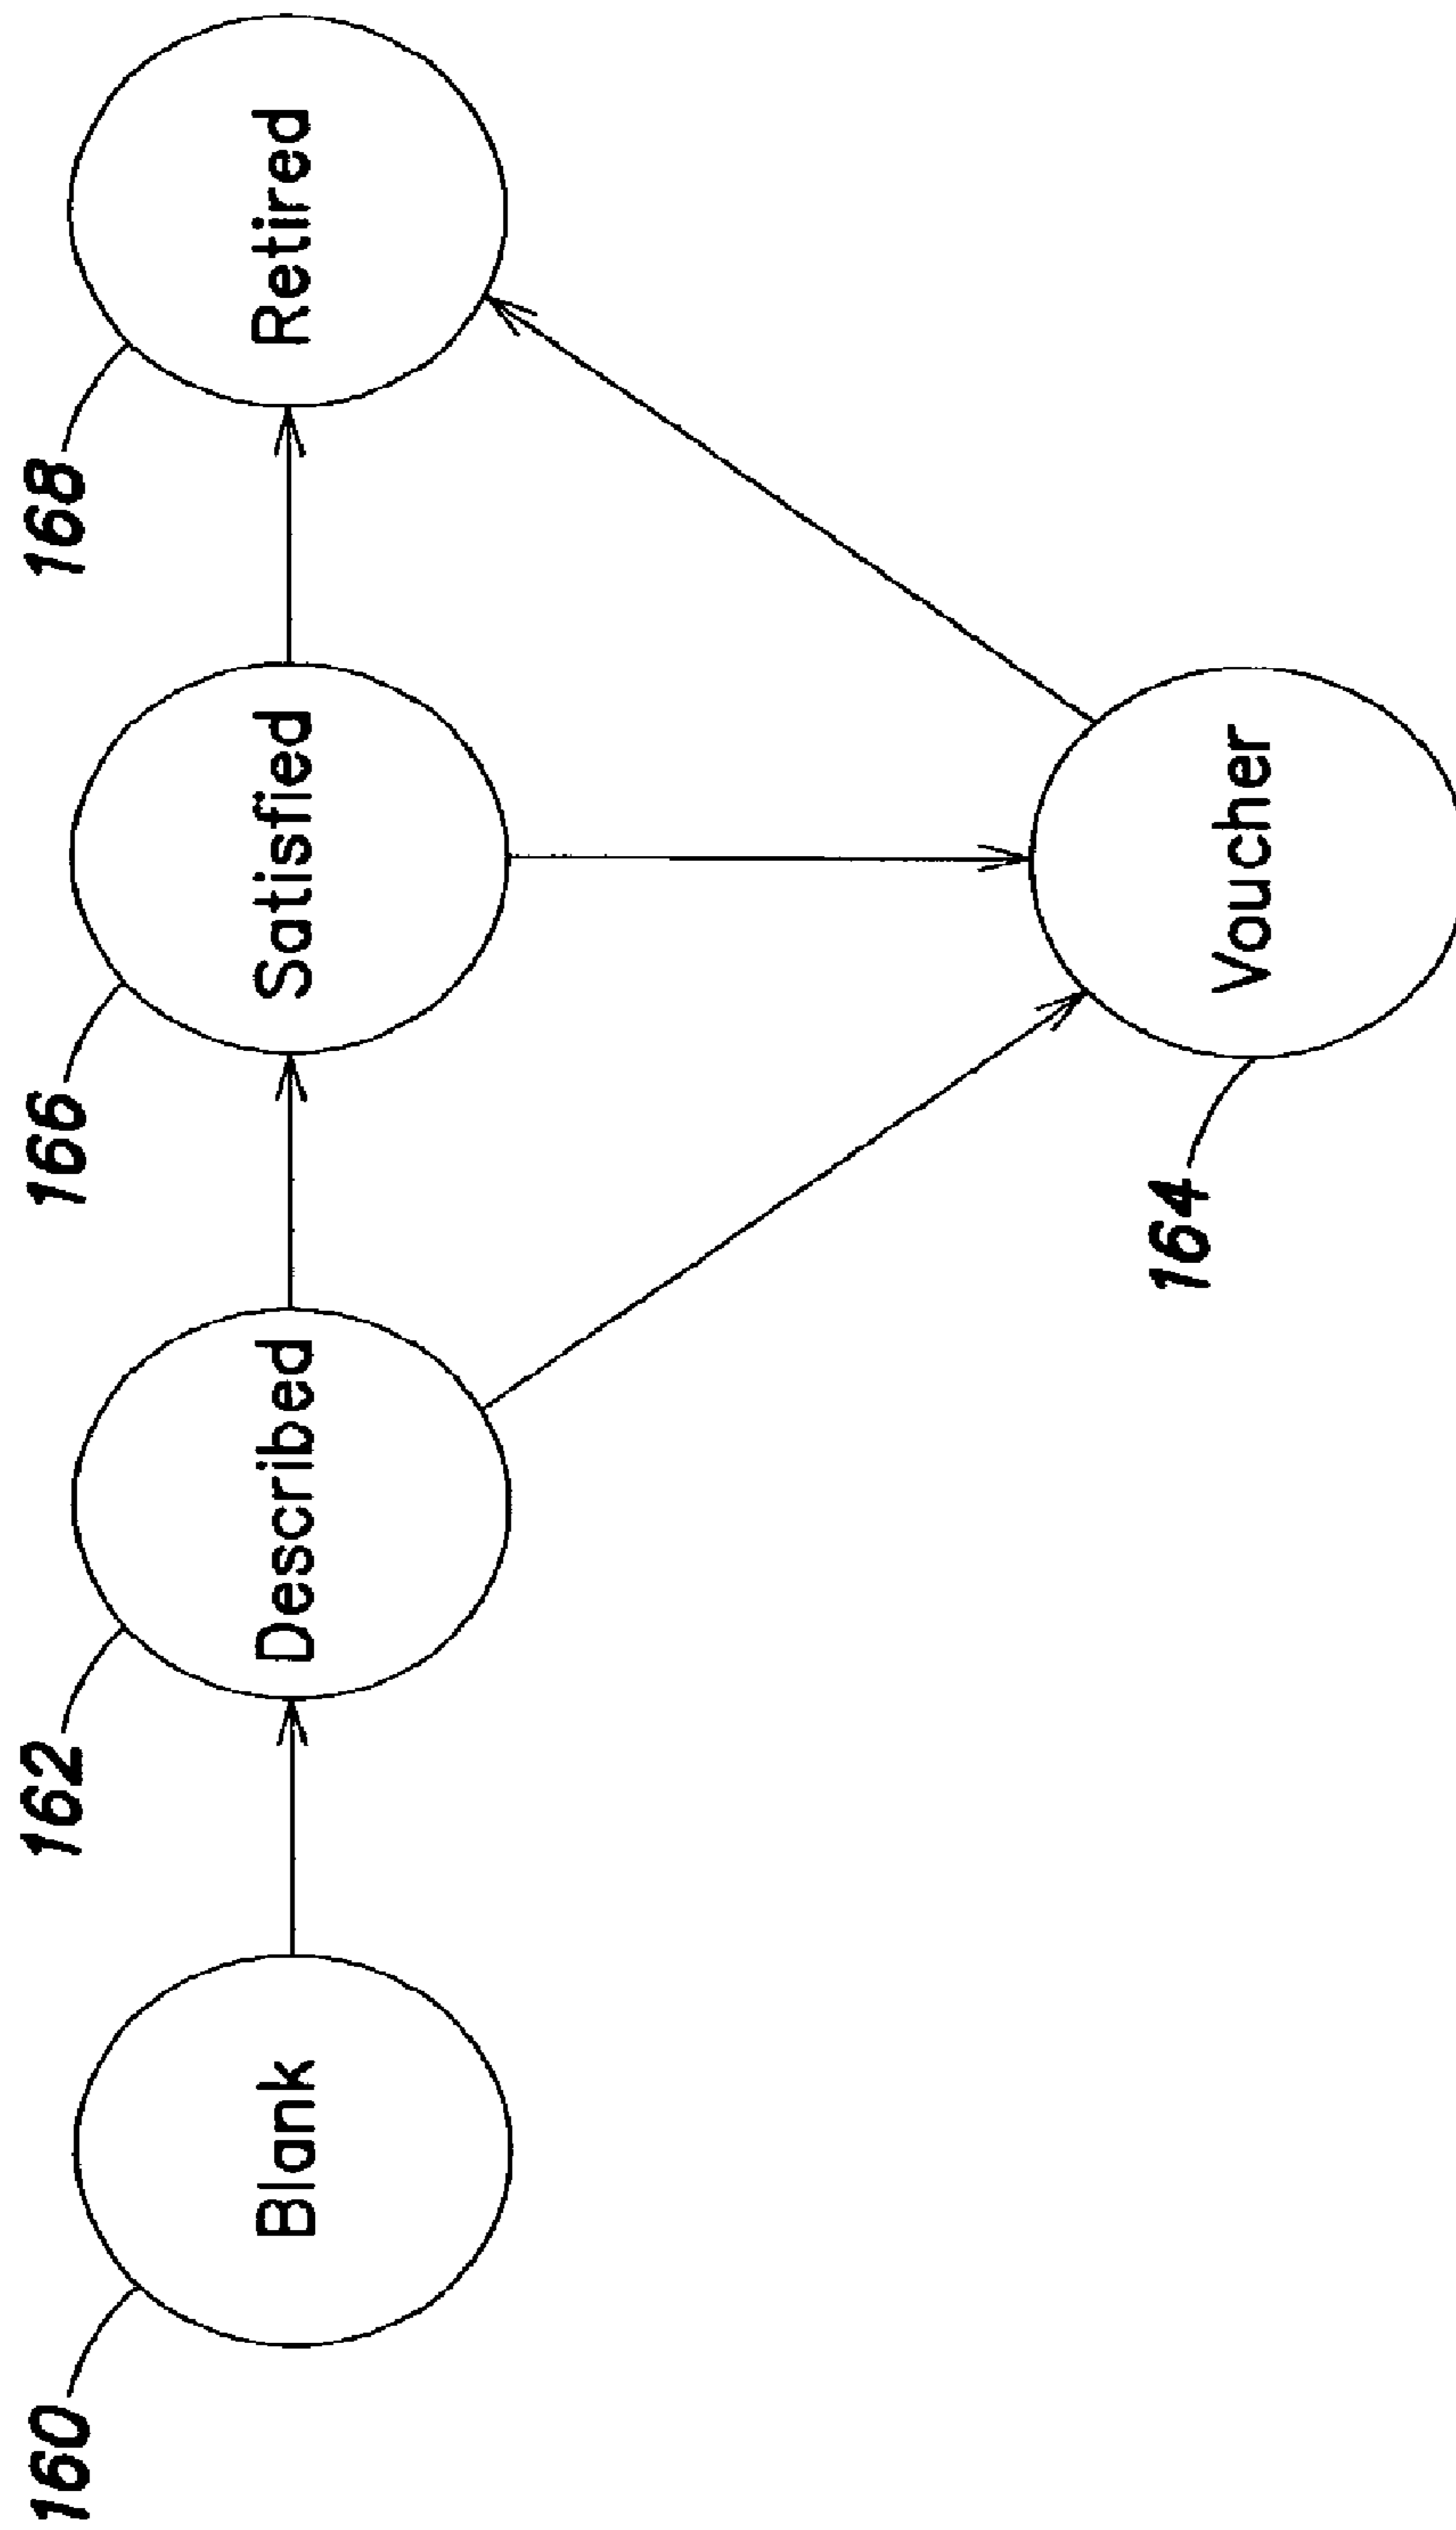 160
Blank
162
Described
166
Satisfied
168
Retired
164
Voucher